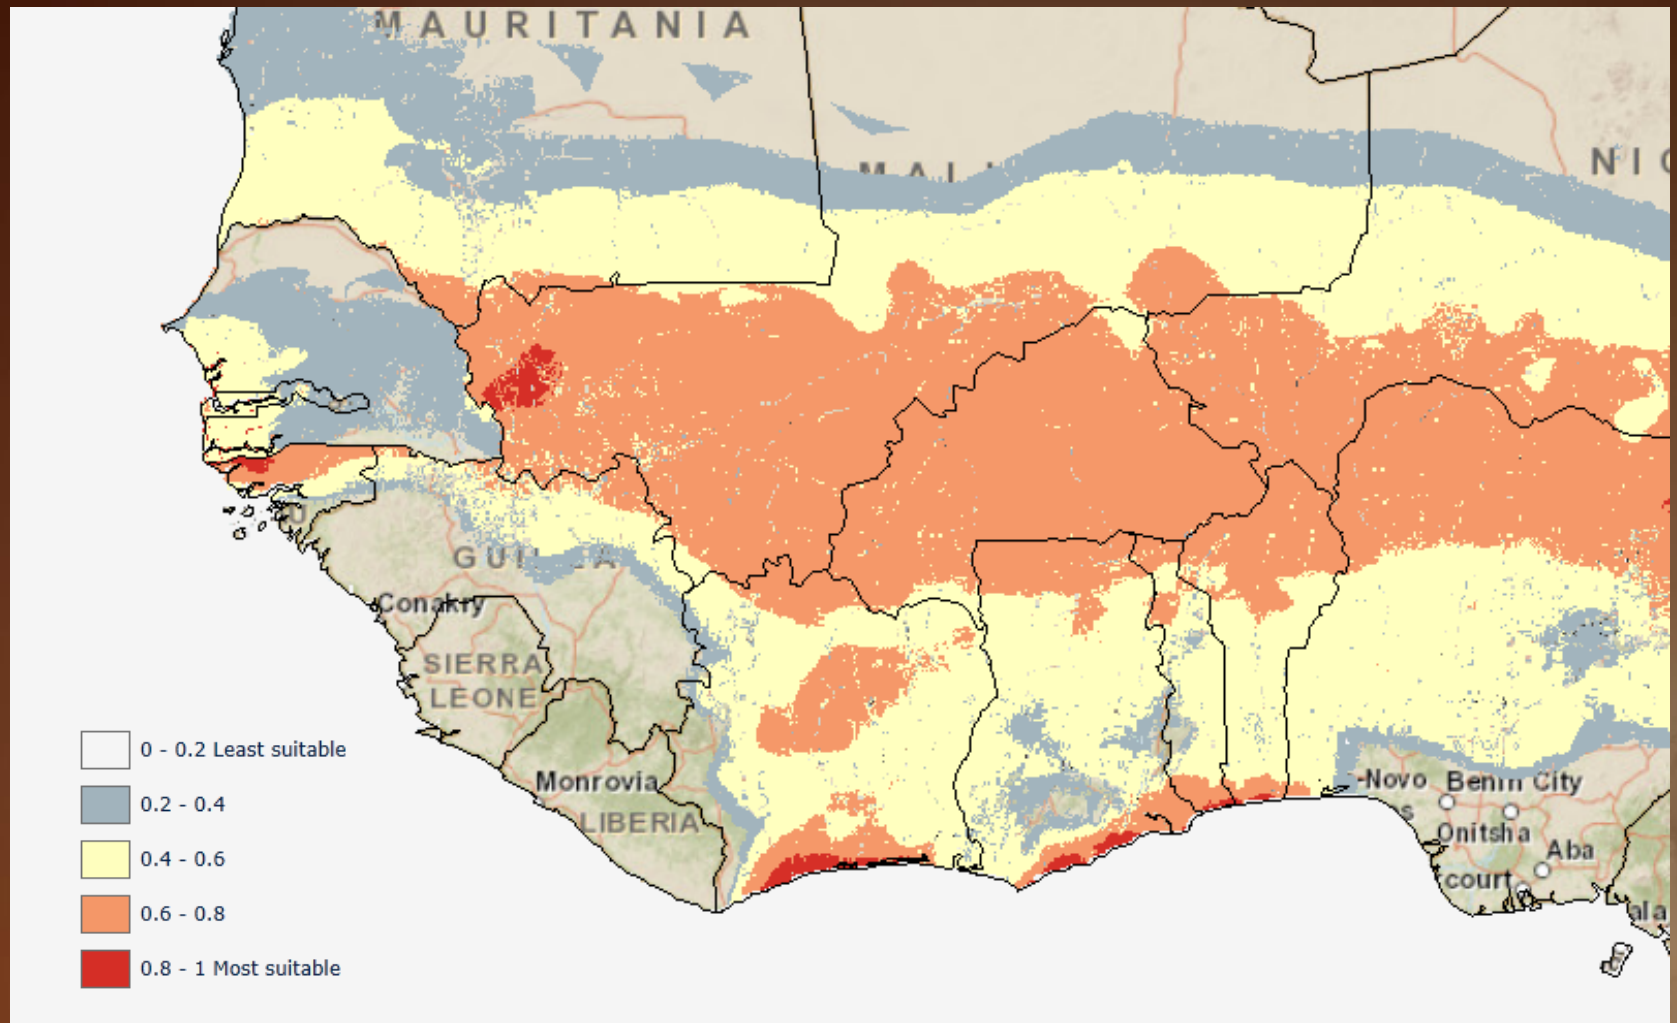 MAURITANIA
MALI
NIG
GUI
A
Conakry
SIERRA
LEONE
Monrovia
LIBERIA
-Novo
Benin City
s
Onitsha
Aba
court
ala
0 - 0.2 Least suitable
0.2 - 0.4
0.4 - 0.6
0.6 - 0.8
0.8 - 1 Most suitable